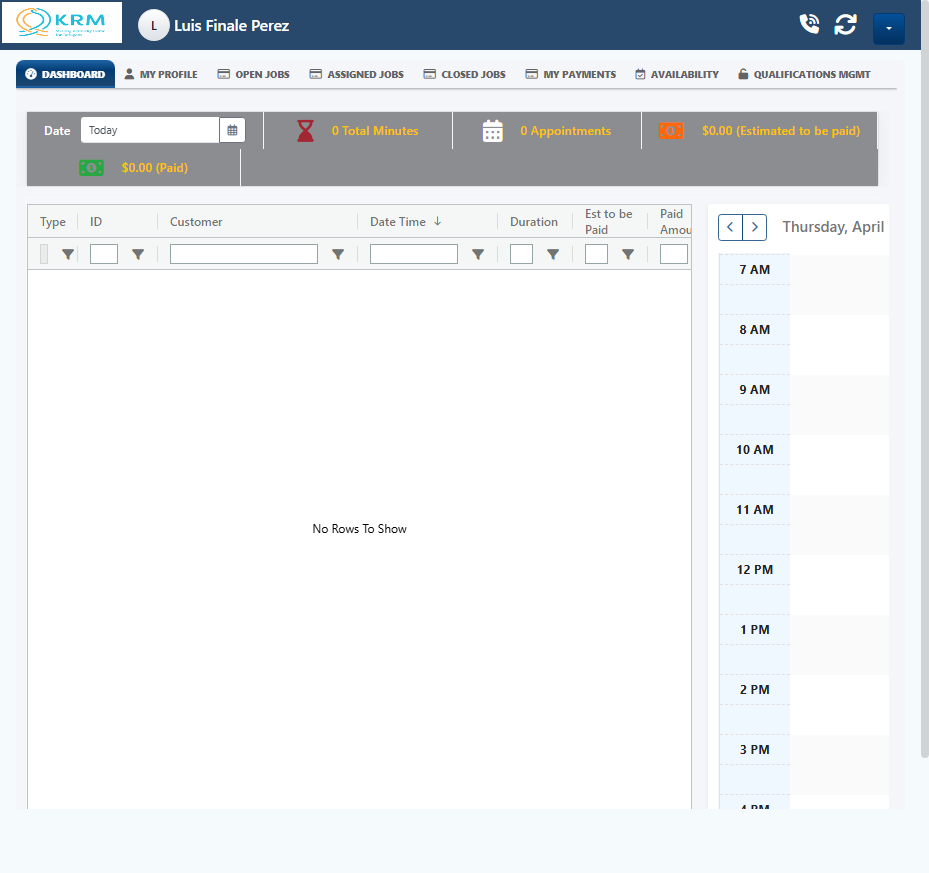 KRM
L
Luis Finale Perez
DASHBOARD MY PROFILE OPEN JOBS ASSIGNED JOBS CLOSED JOBS MY PAYMENTS AVAILABILITY QUALIFICATIONS MGMT
Date Today 0 Total Minutes 0 Appointments $0.00 (Estimated to be paid)
$0.00 (Paid)
Type ID Customer Date Time ↓ Duration Est to be Paid Paid Amou
Thursday, April
No Rows To Show
7 AM
8 AM
9 AM
10 AM
11 AM
12 PM
1 PM
2 PM
3 PM
4 PM